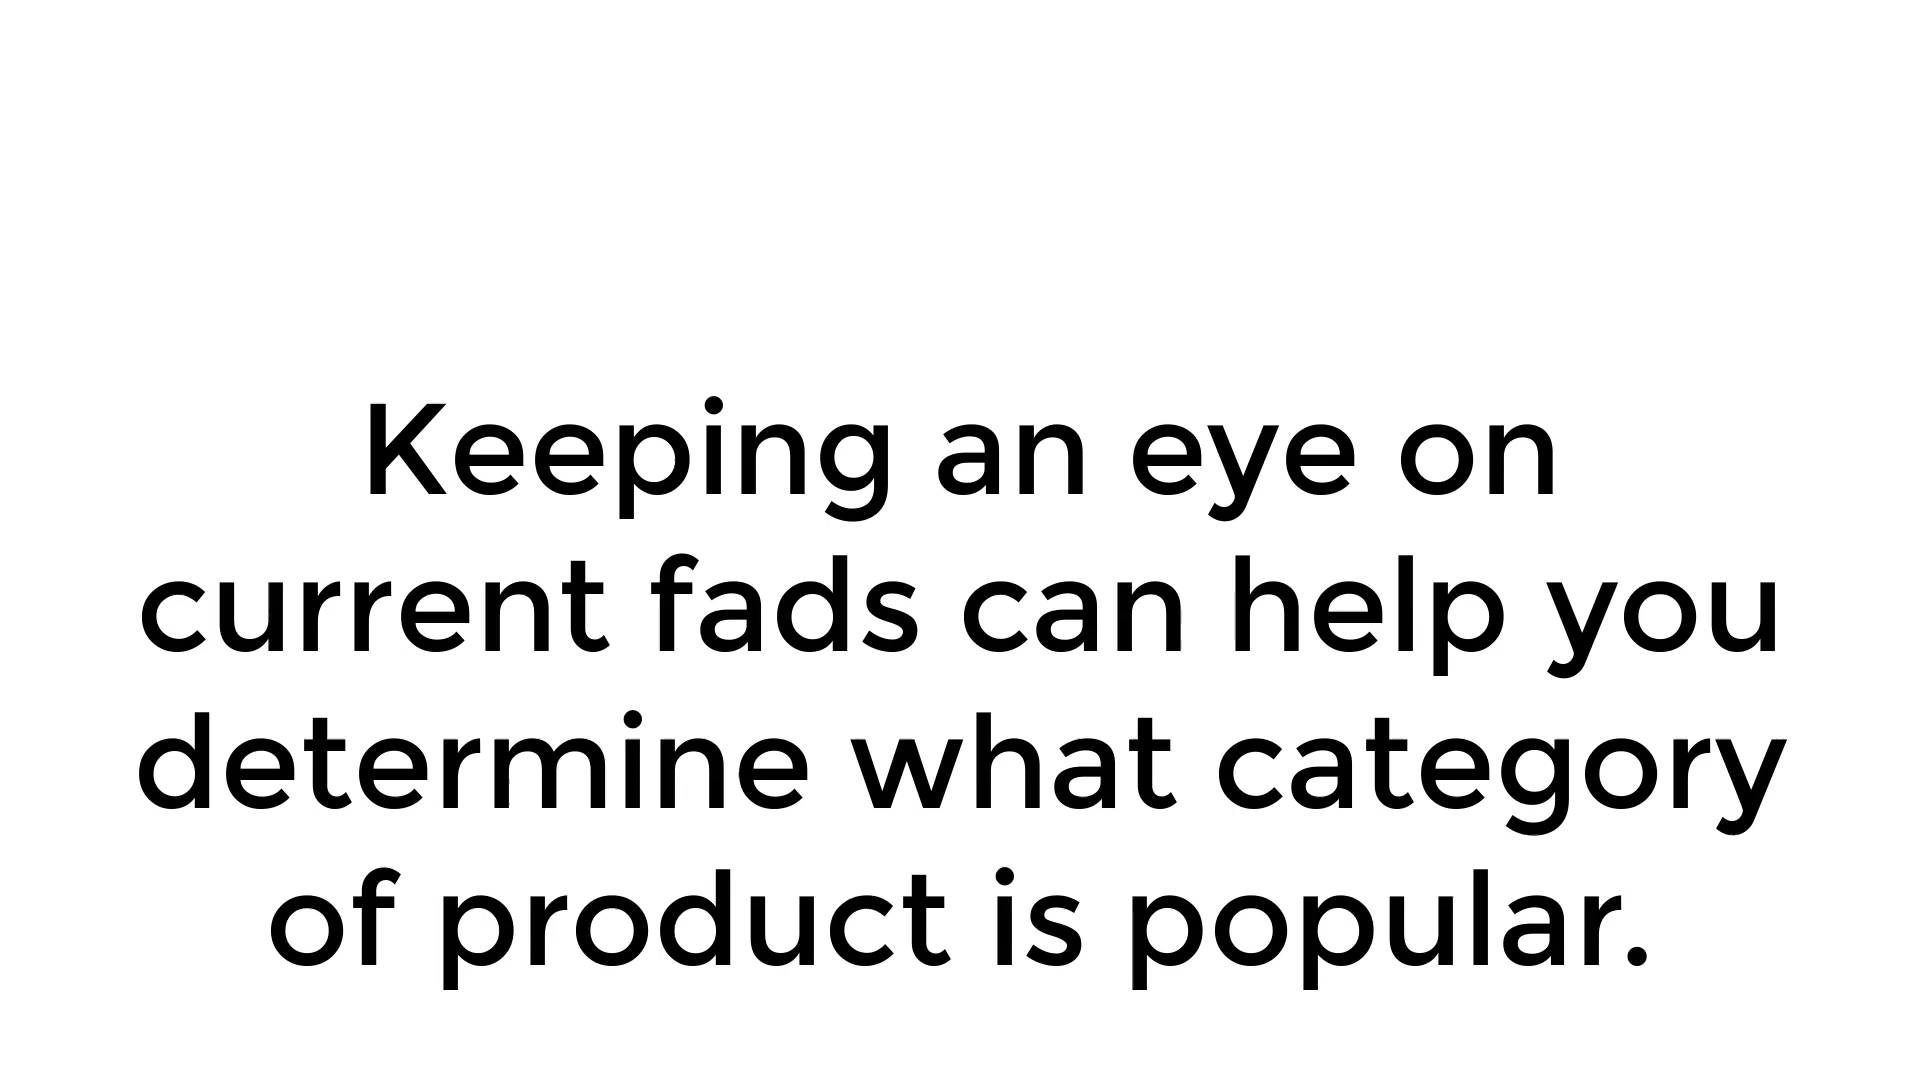 Keeping an eye on
current fads can help you
determine what category
of product is popular.